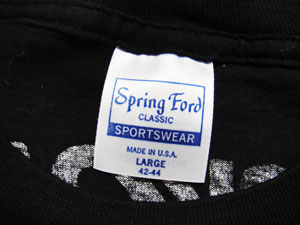 Spring Ford
CLASSIC
SPORTSWEAR
MADE IN U.S.A.
LARGE
42-44